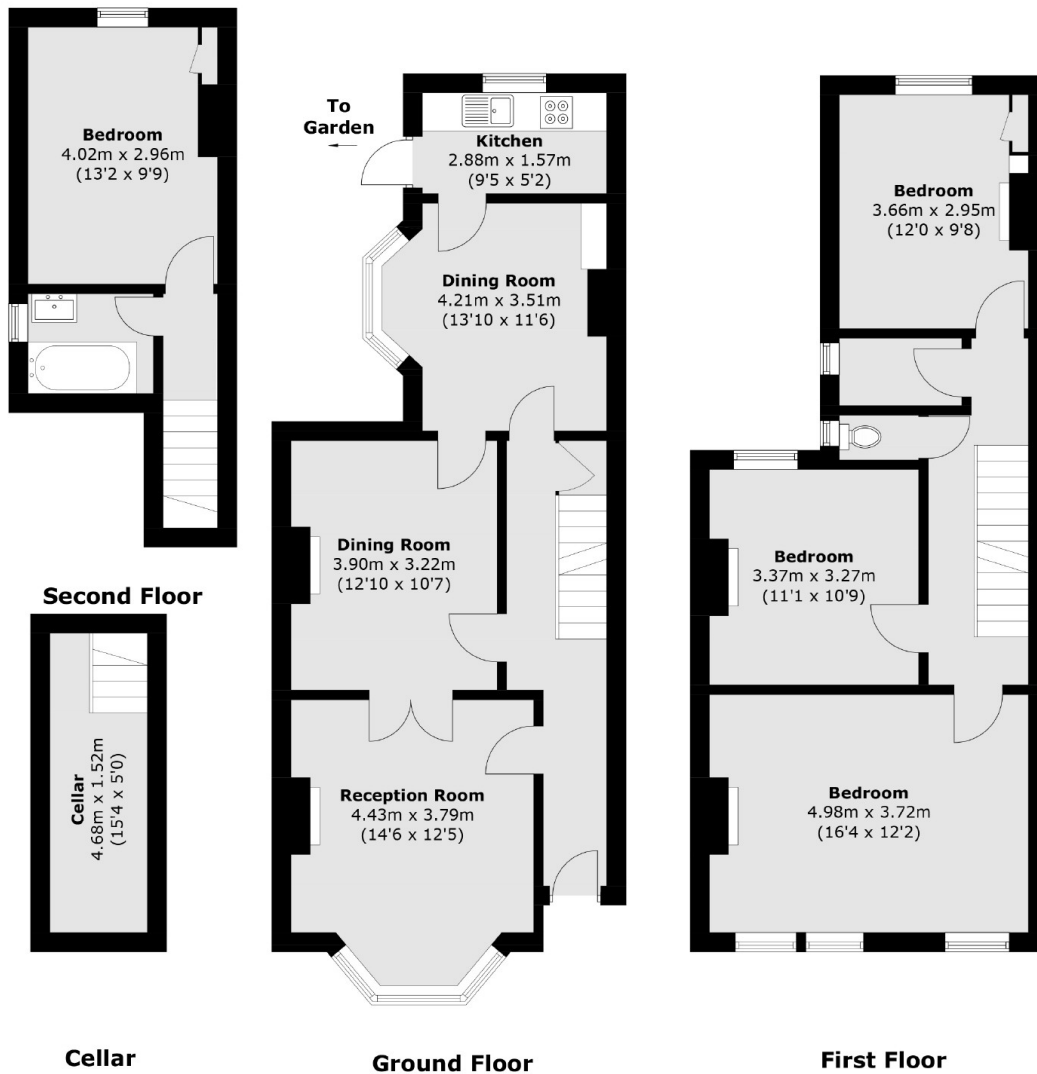 Bedroom
4.02m x 2.96m
(13'2 x 9'9)
Second Floor
Cellar
4.68m x 1.52m
(15'4 x 5'0)
Cellar
To
Garden
Kitchen
2.88m x 1.57m
(9'5 x 5'2)
Dining Room
4.21m x 3.51m
(13'10 x 11'6)
Dining Room
3.90m x 3.22m
(12'10 x 10'7)
Reception Room
4.43m x 3.79m
(14'6 x 12'5)
Ground Floor
Bedroom
3.66m x 2.95m
(12'0 x 9'8)
Bedroom
3.37m x 3.27m
(11'1 x 10'9)
Bedroom
4.98m x 3.72m
(16'4 x 12'2)
First Floor